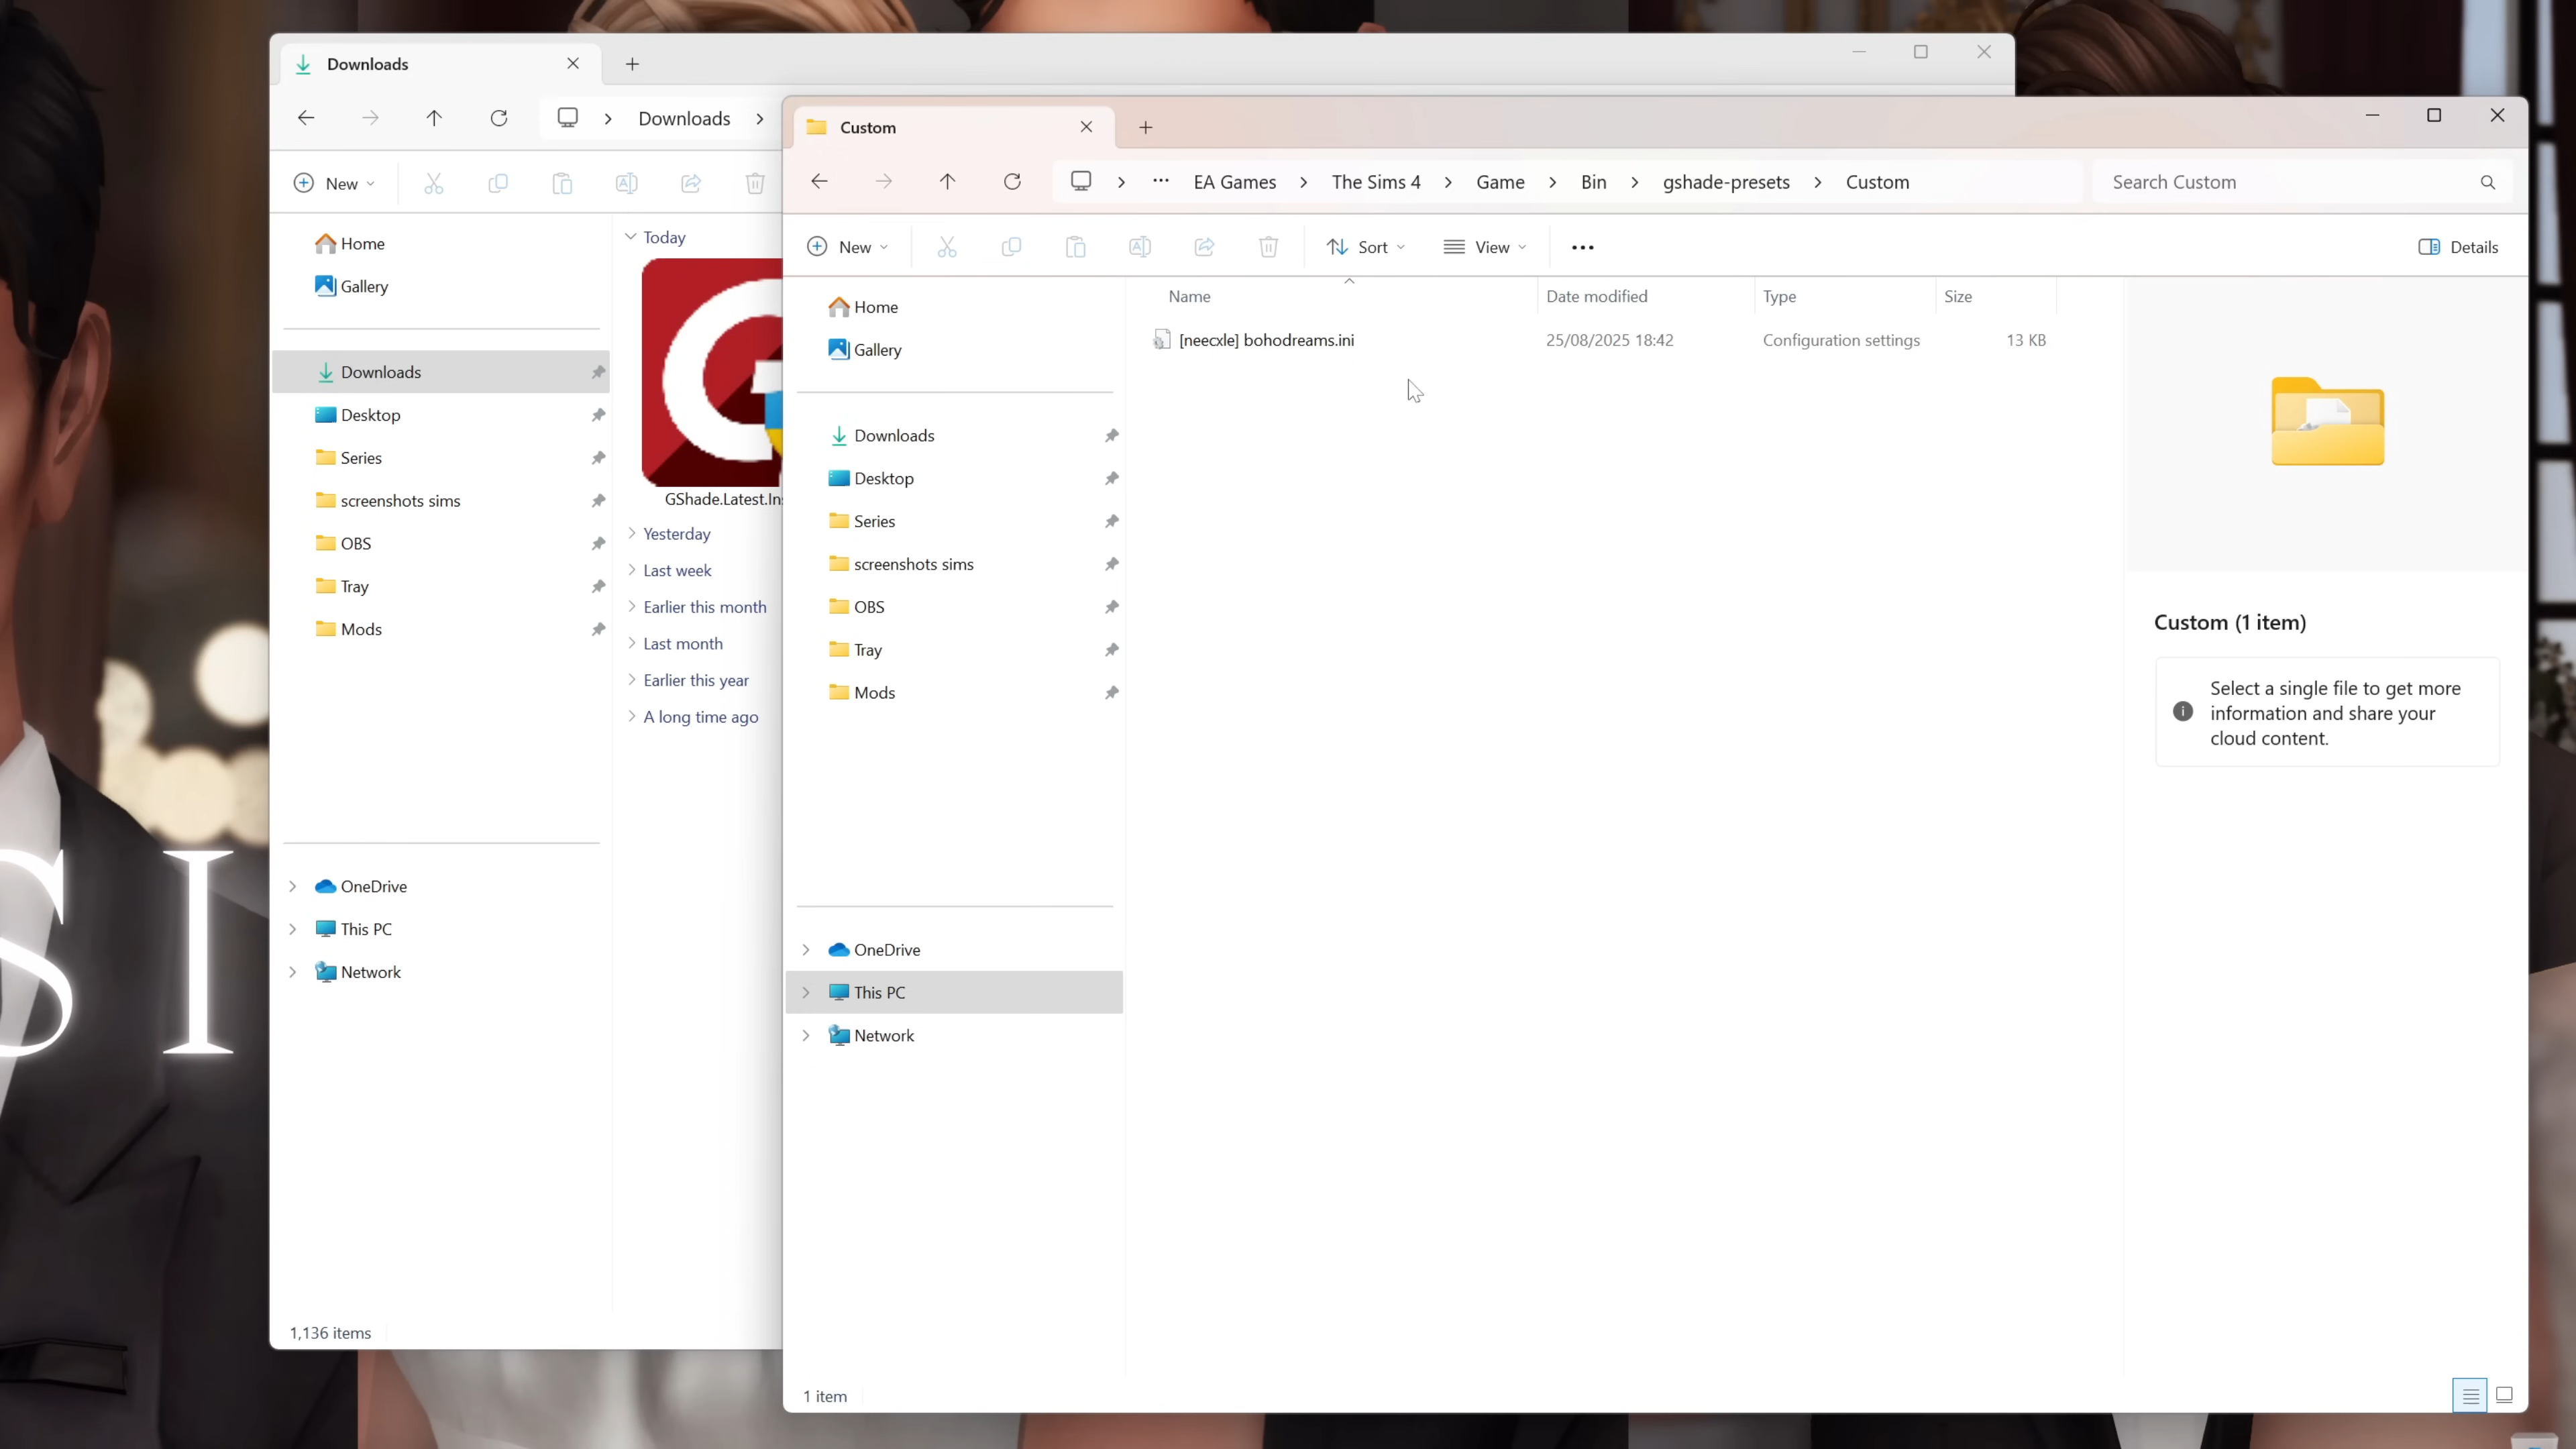 Downloads
Downloads
New
Home
Gallery
Downloads
Desktop
Series
screenshots sims
OBS
Tray
Mods
OneDrive
This PC
Network
1,136 items
Today
GShade.Latest.Ins
Yesterday
Last week
Earlier this month
Last month
Earlier this year
A long time ago
Custom
EA Games The Sims 4 Game Bin gshade-presets Custom
Search Custom
New Sort View Details
Home
Gallery
Downloads
Desktop
Series
screenshots sims
OBS
Tray
Mods
OneDrive
This PC
Network
1 item
Name Date modified Type Size
[neecxle] bohodreams.ini 25/08/2025 18:42 Configuration settings 13 KB
Custom (1 item)
Select a single file to get more
information and share your
cloud content.
SI